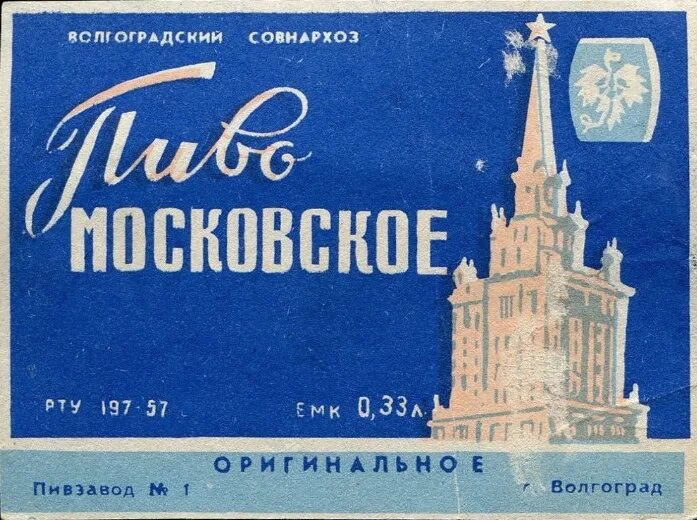 ВОЛГОГРАДСКИЙ СОВНАРХОЗ
Пиво
МОСКОВСКОЕ
РТУ 197-57 ЕМК 0,33 л.
ОРИГИНАЛЬНОЕ
Пивзавод № 1 г. Волгоград